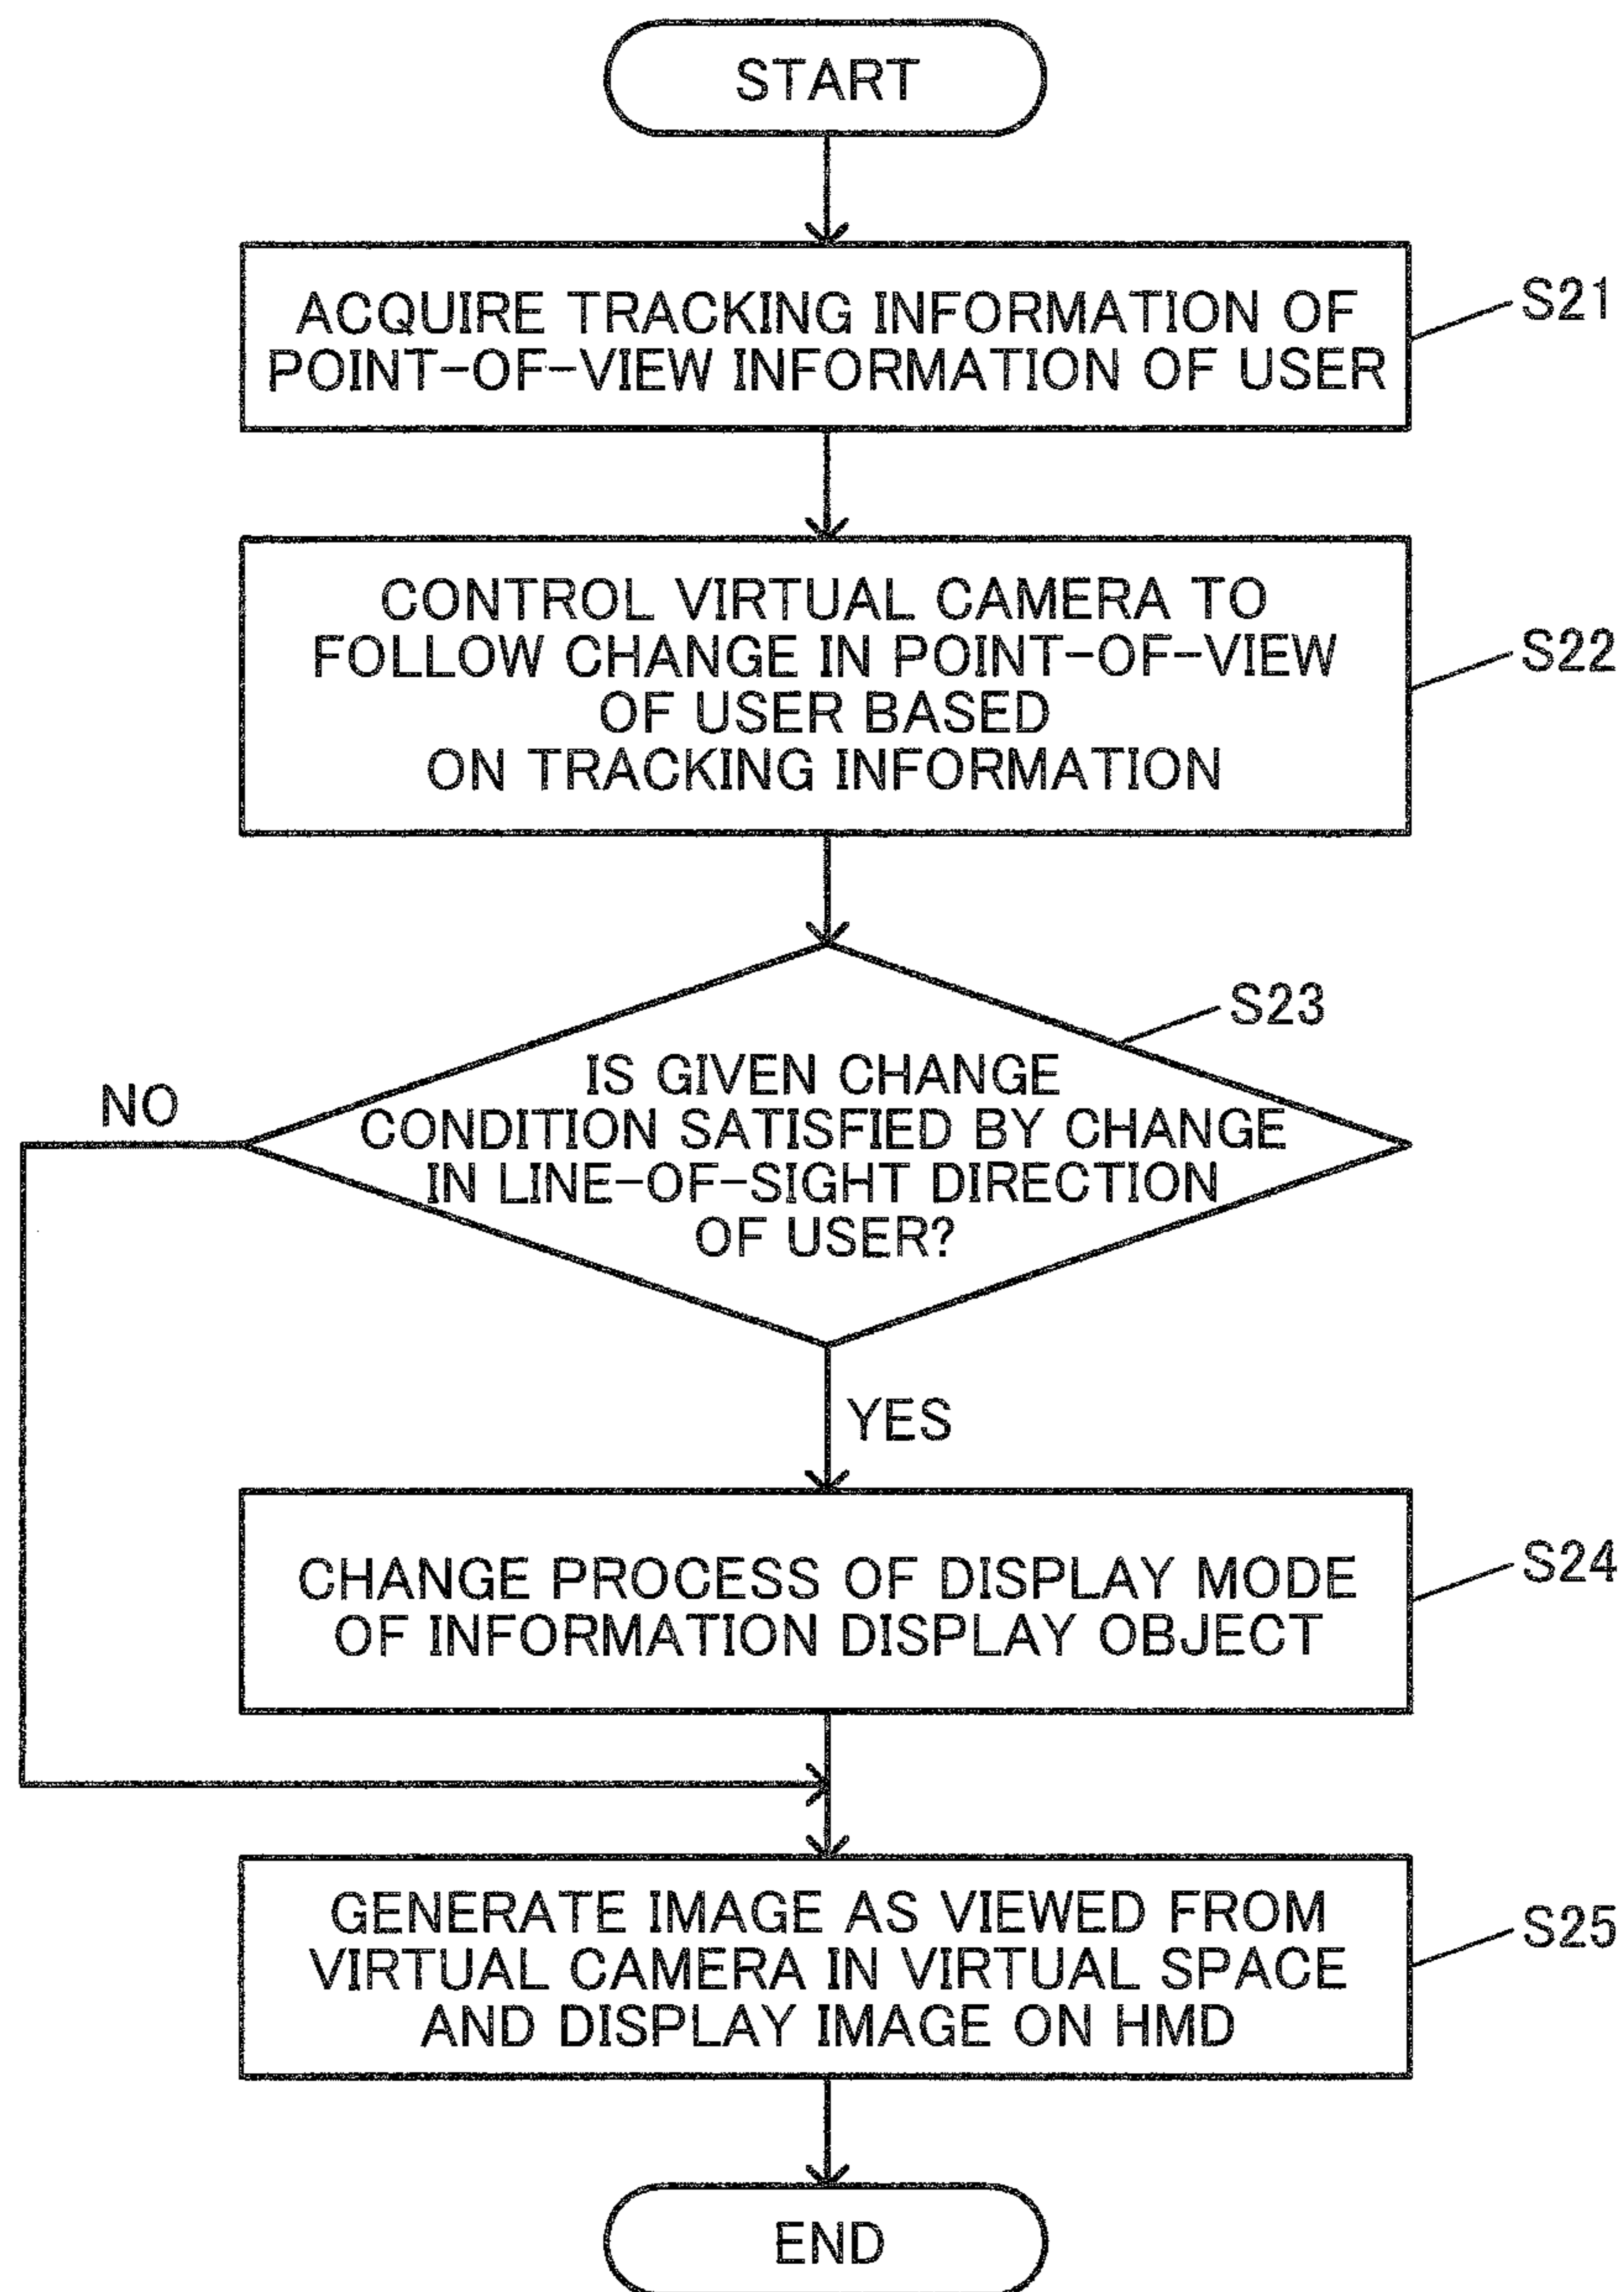 START
ACQUIRE TRACKING INFORMATION OF
POINT-OF-VIEW INFORMATION OF USER
S21
CONTROL VIRTUAL CAMERA TO
FOLLOW CHANGE IN POINT-OF-VIEW
OF USER BASED
ON TRACKING INFORMATION
S22
S23
IS GIVEN CHANGE
CONDITION SATISFIED BY CHANGE
IN LINE-OF-SIGHT DIRECTION
OF USER?
NO
YES
CHANGE PROCESS OF DISPLAY MODE
OF INFORMATION DISPLAY OBJECT
S24
GENERATE IMAGE AS VIEWED FROM
VIRTUAL CAMERA IN VIRTUAL SPACE
AND DISPLAY IMAGE ON HMD
S25
END